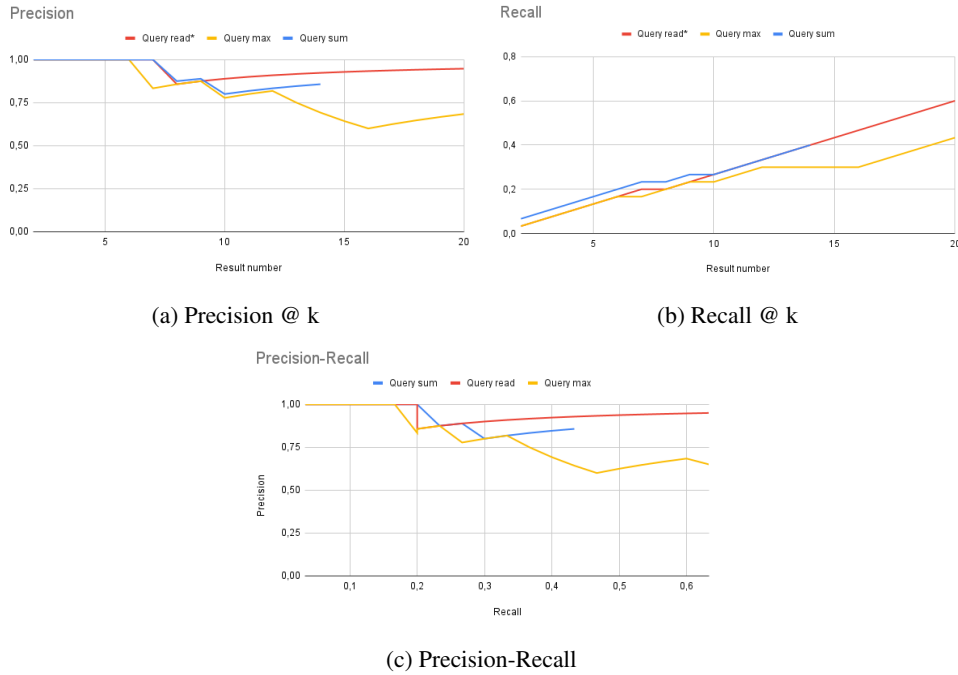 Precision
Query read* Query max Query sum
1,00
0,75
0,50
0,25
0,00
5 10 15 20
Result number
(a) Precision @ k
Recall
Query read* Query max Query sum
0,8
0,6
0,4
0,2
0,0
5 10 15 20
Result number
(b) Recall @ k
Precision-Recall
Query sum Query read Query max
1,00
0,75
0,50
0,25
0,00
Precision
0,1 0,2 0,3 0,4 0,5 0,6
Recall
(c) Precision-Recall